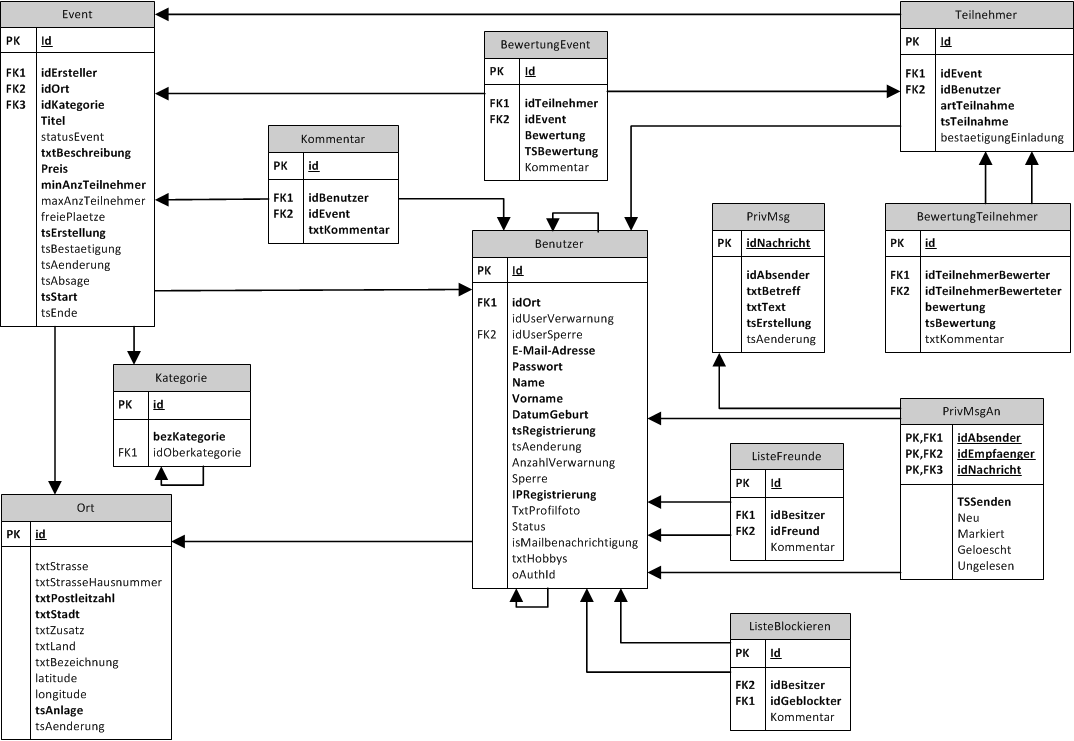 Event
PK Id
FK1 idErsteller
FK2 idOrt
FK3 idKategorie
Titel
statusEvent
txtBeschreibung
Preis
minAnzTeilnehmer
maxAnzTeilnehmer
freiePlaetze
tsErstellung
tsBestaetigung
tsAenderung
tsAbsage
tsStart
tsEnde
BewertungEvent
PK Id
FK1 idTeilnehmer
FK2 idEvent
Bewertung
TSBewertung
Kommentar
Teilnehmer
PK Id
FK1 idEvent
FK2 idBenutzer
artTeilnahme
tsTeilnahme
bestaetigungEinladung
Kommentar
PK id
FK1 idBenutzer
FK2 idEvent
txtKommentar
Benutzer
PK Id
FK1 idOrt
idUserVerwarnung
FK2 idUserSperre
E-Mail-Adresse
Passwort
Name
Vorname
DatumGeburt
tsRegistrierung
tsAenderung
AnzahlVerwarnung
Sperre
IPRegistrierung
TxtProfilfoto
Status
isMailbenachrichtigung
txtHobbys
oAuthId
PrivMsg
PK idNachricht
idAbsender
txtBetreff
txtText
tsErstellung
tsAenderung
BewertungTeilnehmer
PK id
FK1 idTeilnehmerBewerter
FK2 idTeilnehmerBewerteter
bewertung
tsBewertung
txtKommentar
Kategorie
PK id
bezKategorie
FK1 idOberkategorie
PrivMsgAn
PK,FK1 idAbsender
PK,FK2 idEmpfaenger
PK,FK3 idNachricht
TSSenden
Neu
Markiert
Geloescht
Ungelesen
ListeFreunde
PK Id
FK1 idBesitzer
FK2 idFreund
Kommentar
Ort
PK id
txtStrasse
txtStrasseHausnummer
txtPostleitzahl
txtStadt
txtZusatz
txtLand
txtBezeichnung
latitude
longitude
tsAnlage
tsAenderung
ListeBlockieren
PK Id
FK2 idBesitzer
FK1 idGeblockter
Kommentar